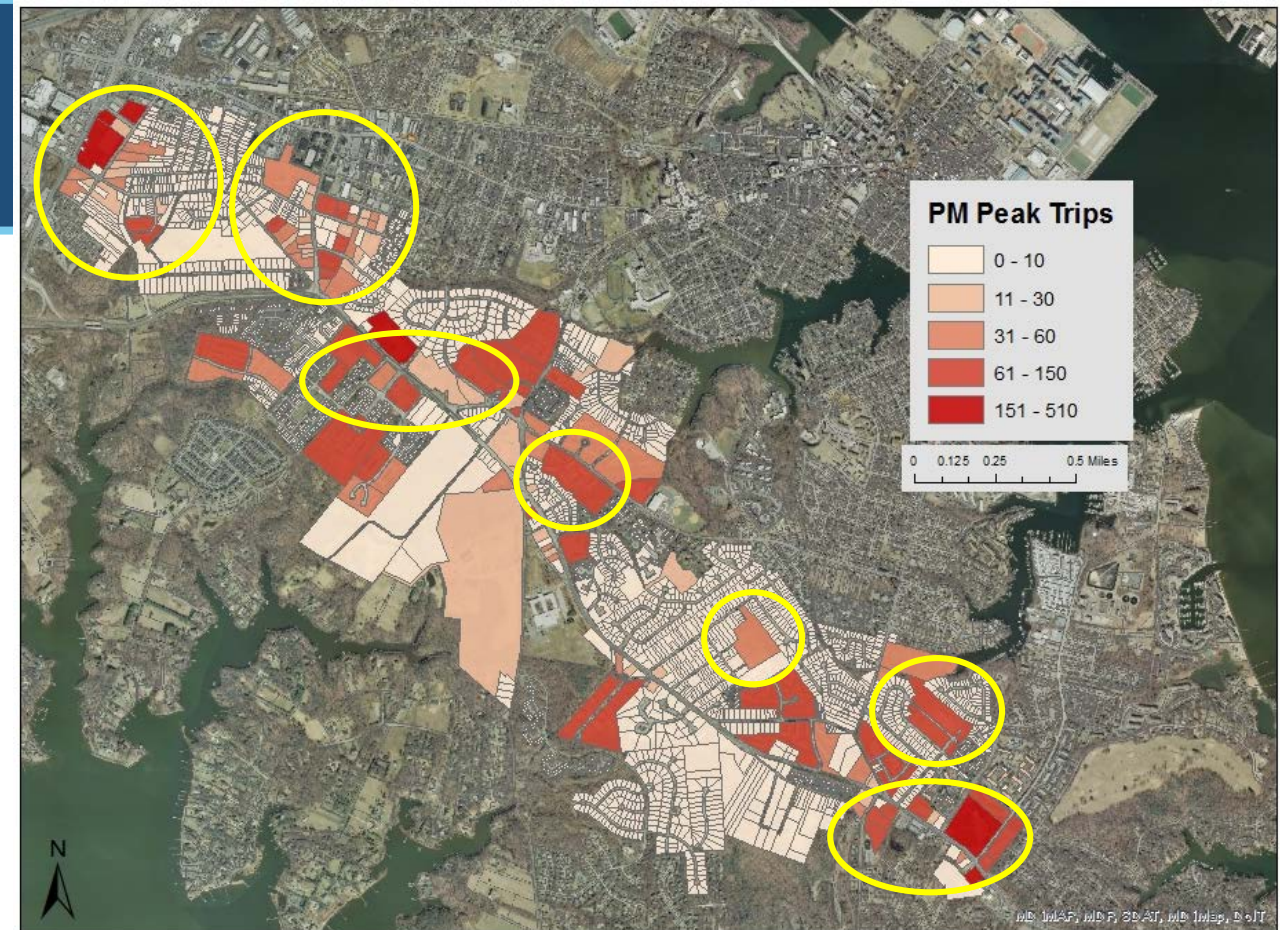 PM Peak Trips
0 - 10
11 - 30
31 - 60
61 - 150
151 - 510
0 0.125 0.25 0.5 Miles
N
MD iMAP, MDP, SDAT, MD iMap, DoIT